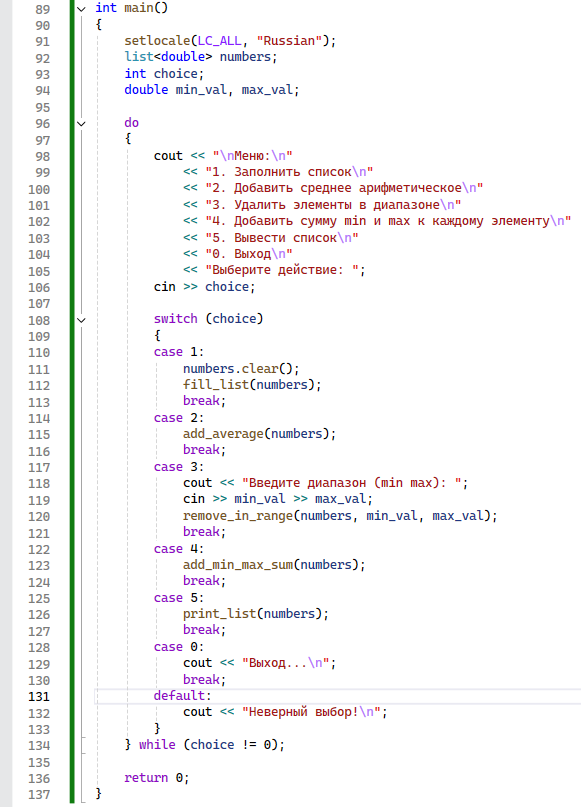 89 int main()
90 {
91 setlocale(LC_ALL, "Russian");
92 list<double> numbers;
93 int choice;
94 double min_val, max_val;
95
96 do
97 {
98 cout << "\nМеню:\n"
99 << "1. Заполнить список\n"
100 << "2. Добавить среднее арифметическое\n"
101 << "3. Удалить элементы в диапазоне\n"
102 << "4. Добавить сумму min и max к каждому элементу\n"
103 << "5. Вывести список\n"
104 << "0. Выход\n"
105 << "Выберите действие: ";
106 cin >> choice;
107
108 switch (choice)
109 {
110 case 1:
111 numbers.clear();
112 fill_list(numbers);
113 break;
114 case 2:
115 add_average(numbers);
116 break;
117 case 3:
118 cout << "Введите диапазон (min max): ";
119 cin >> min_val >> max_val;
120 remove_in_range(numbers, min_val, max_val);
121 break;
122 case 4:
123 add_min_max_sum(numbers);
124 break;
125 case 5:
126 print_list(numbers);
127 break;
128 case 0:
129 cout << "Выход...\n";
130 break;
131 default:
132 cout << "Неверный выбор!\n";
133 }
134 } while (choice != 0);
135
136 return 0;
137 }